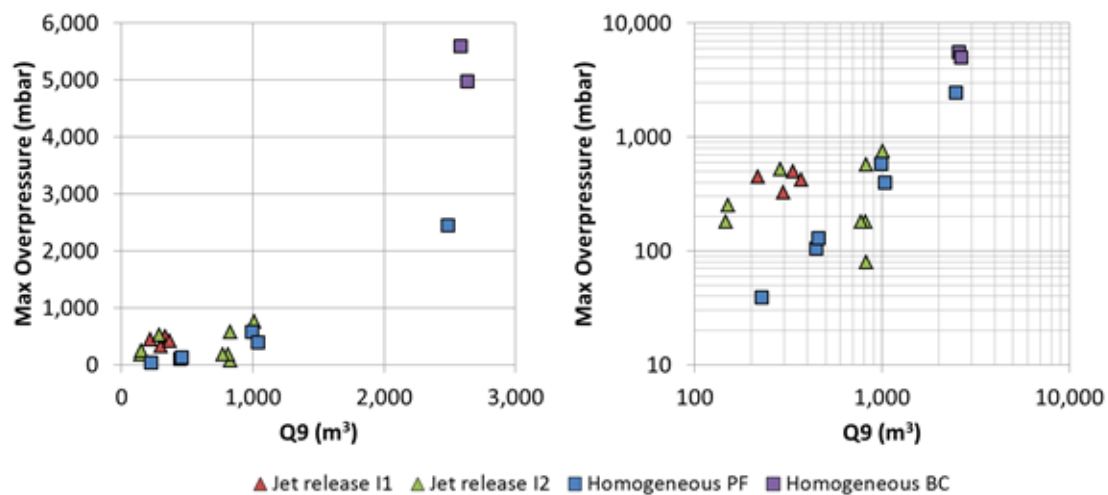 6,000
5,000
4,000
3,000
2,000
1,000
0
Max Overpressure (mbar)
0 1,000 2,000 3,000
Q9 (m³)
10,000
1,000
100
10
Max Overpressure (mbar)
100 1,000 10,000
Q9 (m³)
Jet release I1 Jet release I2 Homogeneous PF Homogeneous BC